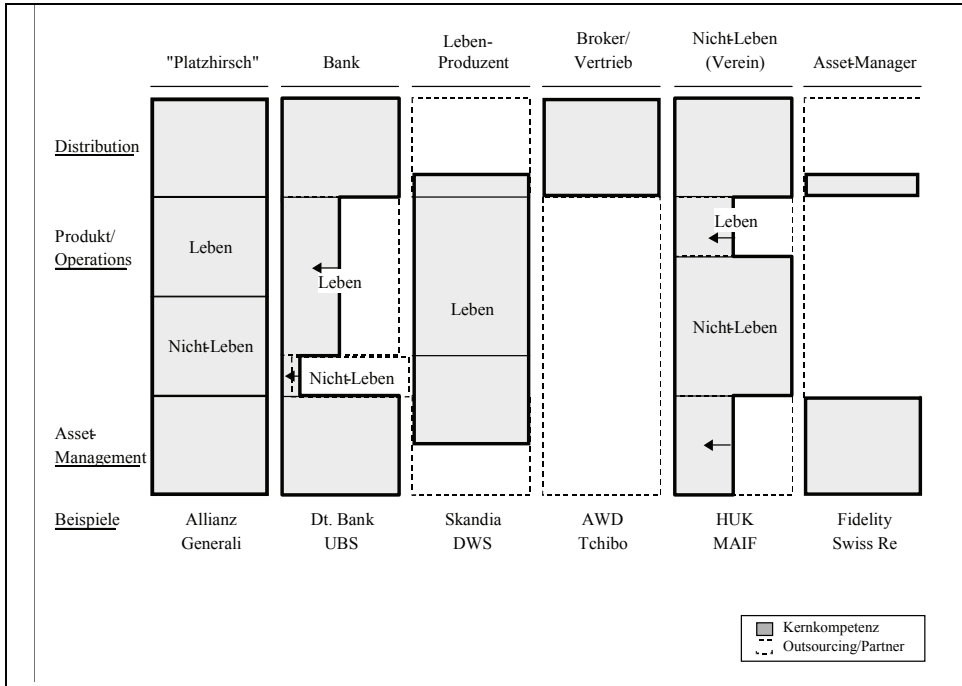 "Platzhirsch"
Bank
Leben-
Produzent
Broker/
Vertrieb
Nicht-Leben
(Verein)
Asset-Manager
Distribution
Produkt/
Operations
Asset-
Management
Leben
Nicht-Leben
Leben
Nicht-Leben
Leben
Leben
Nicht-Leben
Beispiele
Allianz
Generali
Dt. Bank
UBS
Skandia
DWS
AWD
Tchibo
HUK
MAIF
Fidelity
Swiss Re
Kernkompetenz
Outsourcing/Partner